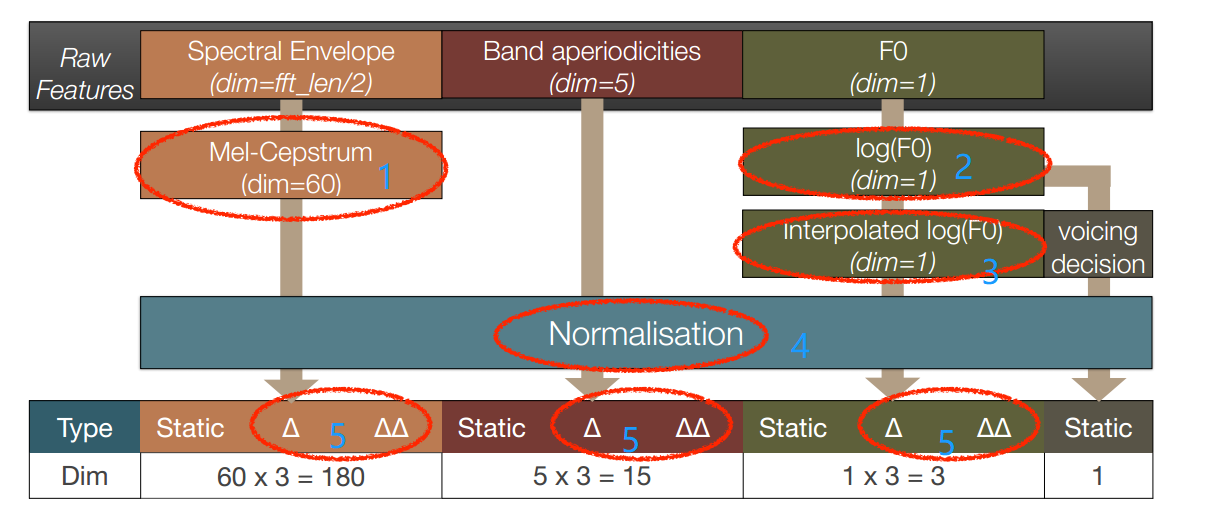 Raw
Features
Spectral Envelope
(dim=fft_len/2)
Band aperiodicities
(dim=5)
F0
(dim=1)
Mel-Cepstrum
(dim=60)
1
log(F0)
(dim=1)
2
Interpolated log(F0)
(dim=1)
3
voicing
decision
Normalisation
4
Type
Static Δ 5 ΔΔ
Static Δ 5 ΔΔ
Static Δ 5 ΔΔ
Static
Dim
60 x 3 = 180
5 x 3 = 15
1 x 3 = 3
1